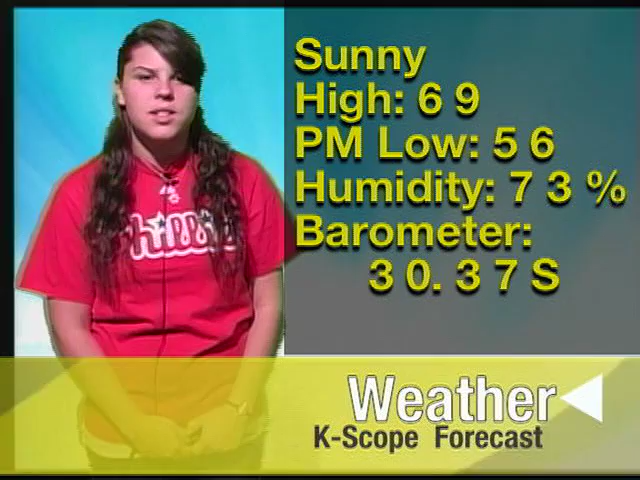 Sunny
High: 6 9
PM Low: 5 6
Humidity: 7 3 %
Barometer:
3 0. 3 7 S
Phillies
Weather
K-Scope Forecast